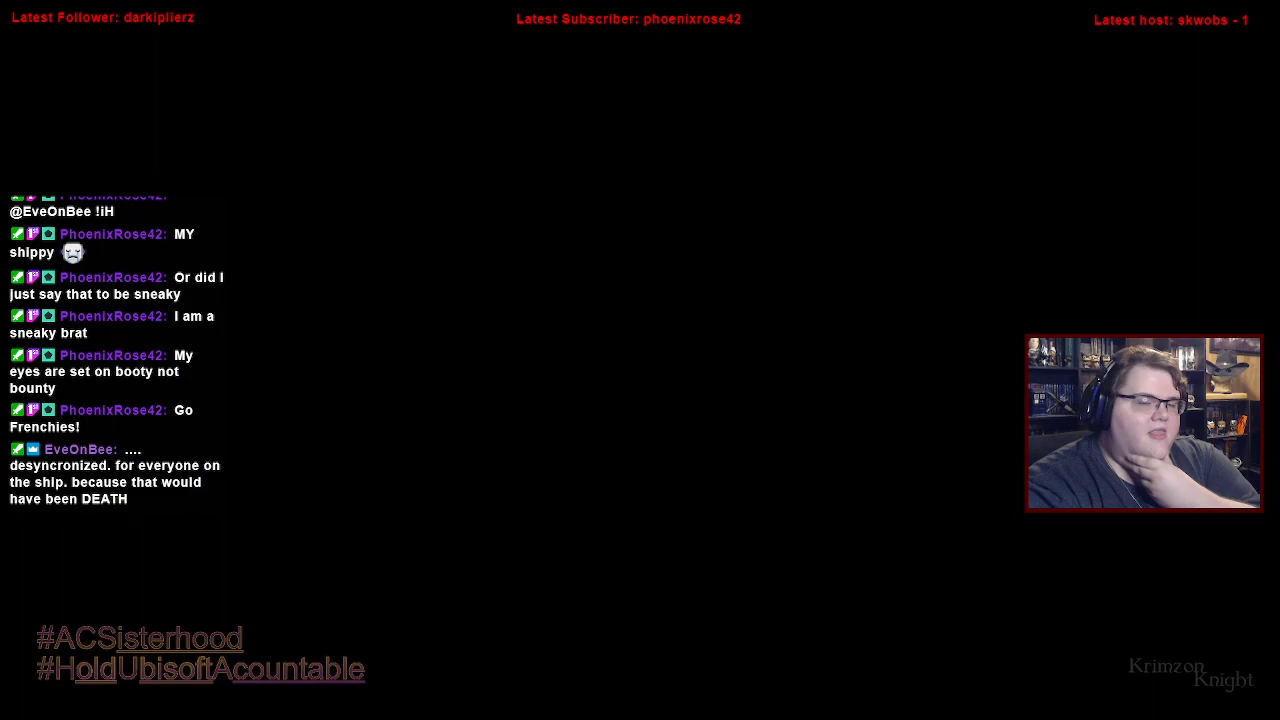 Latest Follower: darkiplierz
Latest Subscriber: phoenixrose42
Latest host: skwobs - 1
PhoenixRose42:
@EveOnBee !iH
PhoenixRose42: MY
shippy
PhoenixRose42: Or did I
just say that to be sneaky
PhoenixRose42: I am a
sneaky brat
PhoenixRose42: My
eyes are set on booty not
bounty
PhoenixRose42: Go
Frenchies!
EveOnBee: ....
desyncronized. for everyone on
the ship. because that would
have been DEATH
#ACSisterhood
#HoldUbisoftAcountable
Krimzon
Knight